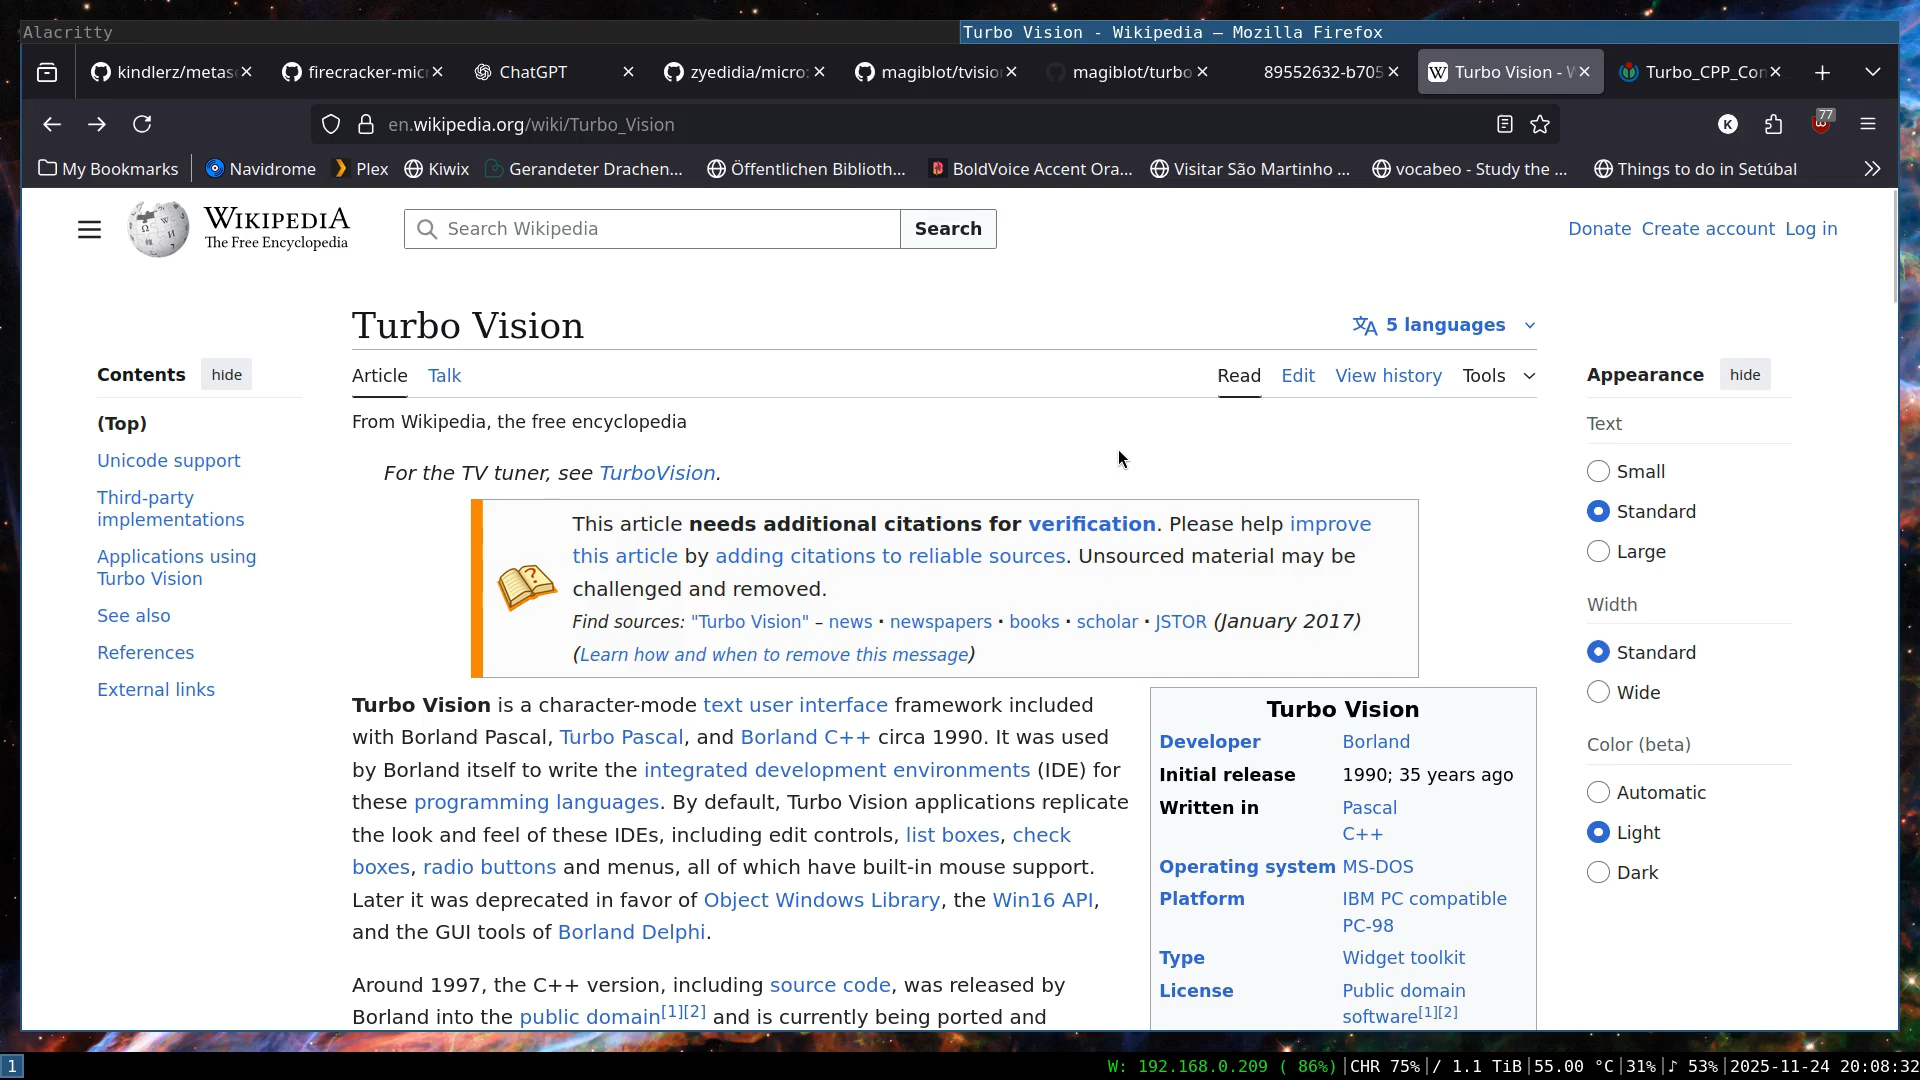 Alacritty
Turbo Vision - Wikipedia — Mozilla Firefox
kindlerz/metas
firecracker-mic
ChatGPT
zyedidia/micro
magiblot/tvisio
magiblot/turbo
89552632-b705
Turbo Vision - W
Turbo_CPP_Con
en.wikipedia.org/wiki/Turbo_Vision
K
77
My Bookmarks
Navidrome
Plex
Kiwix
Gerandeter Drachen...
Öffentlichen Biblioth...
BoldVoice Accent Ora...
Visitar São Martinho ...
vocabeo - Study the ...
Things to do in Setúbal
WIKIPEDIA
The Free Encyclopedia
Search Wikipedia
Search
Donate Create account Log in
Turbo Vision
5 languages
Contents hide
Article Talk
Read Edit View history Tools
Appearance hide
(Top)
Unicode support
Third-party
implementations
Applications using
Turbo Vision
See also
References
External links
From Wikipedia, the free encyclopedia
For the TV tuner, see TurboVision.
This article needs additional citations for verification. Please help improve
this article by adding citations to reliable sources. Unsourced material may be
challenged and removed.
Find sources: "Turbo Vision" – news · newspapers · books · scholar · JSTOR (January 2017)
(Learn how and when to remove this message)
Turbo Vision is a character-mode text user interface framework included
with Borland Pascal, Turbo Pascal, and Borland C++ circa 1990. It was used
by Borland itself to write the integrated development environments (IDE) for
these programming languages. By default, Turbo Vision applications replicate
the look and feel of these IDEs, including edit controls, list boxes, check
boxes, radio buttons and menus, all of which have built-in mouse support.
Later it was deprecated in favor of Object Windows Library, the Win16 API,
and the GUI tools of Borland Delphi.
Around 1997, the C++ version, including source code, was released by
Borland into the public domain[1][2] and is currently being ported and
Turbo Vision
Developer Borland
Initial release 1990; 35 years ago
Written in Pascal
C++
Operating system MS-DOS
Platform IBM PC compatible
PC-98
Type Widget toolkit
License Public domain
software[1][2]
Text
Small
Standard
Large
Width
Standard
Wide
Color (beta)
Automatic
Light
Dark
1
W: 192.168.0.209 ( 86%)|CHR 75%|/ 1.1 TiB|55.00 °C|31%|♪ 53%|2025-11-24 20:08:32